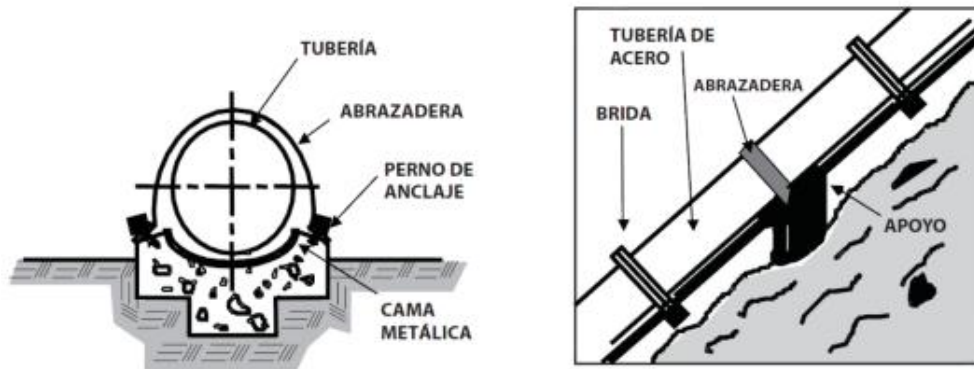 TUBERÍA
ABRAZADERA
PERNO DE
ANCLAJE
CAMA
METÁLICA
TUBERÍA DE
ACERO
ABRAZADERA
BRIDA
APOYO